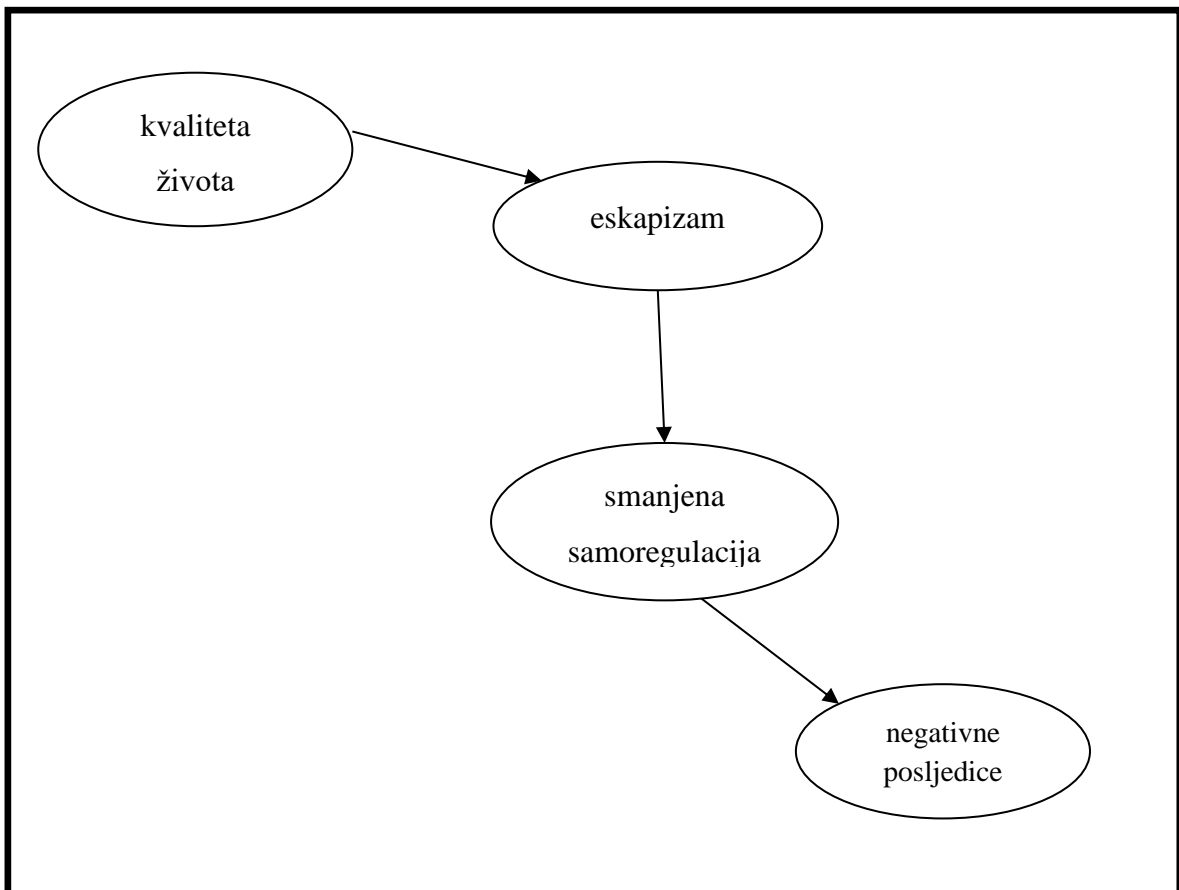 kvaliteta
života
eskapizam
smanjena
samoregulacija
negativne
posljedice